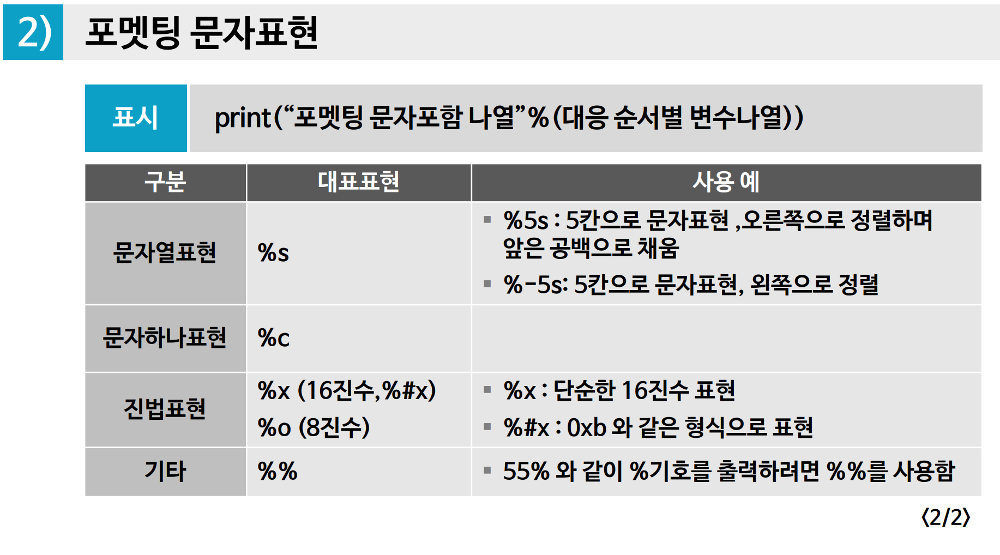 2) 포멧팅 문자표현
표시 print(“포멧팅 문자포함 나열”%(대응 순서별 변수나열))
구분 대표표현 사용 예
문자열표현 %s
▪ %5s : 5칸으로 문자표현 ,오른쪽으로 정렬하며
앞은 공백으로 채움
▪ %-5s: 5칸으로 문자표현, 왼쪽으로 정렬
문자하나표현 %c
진법표현
%x (16진수,%#x)
%o (8진수)
▪ %x : 단순한 16진수 표현
▪ %#x : 0xb 와 같은 형식으로 표현
기타 %%
▪ 55% 와 같이 %기호를 출력하려면 %%를 사용함
<2/2>